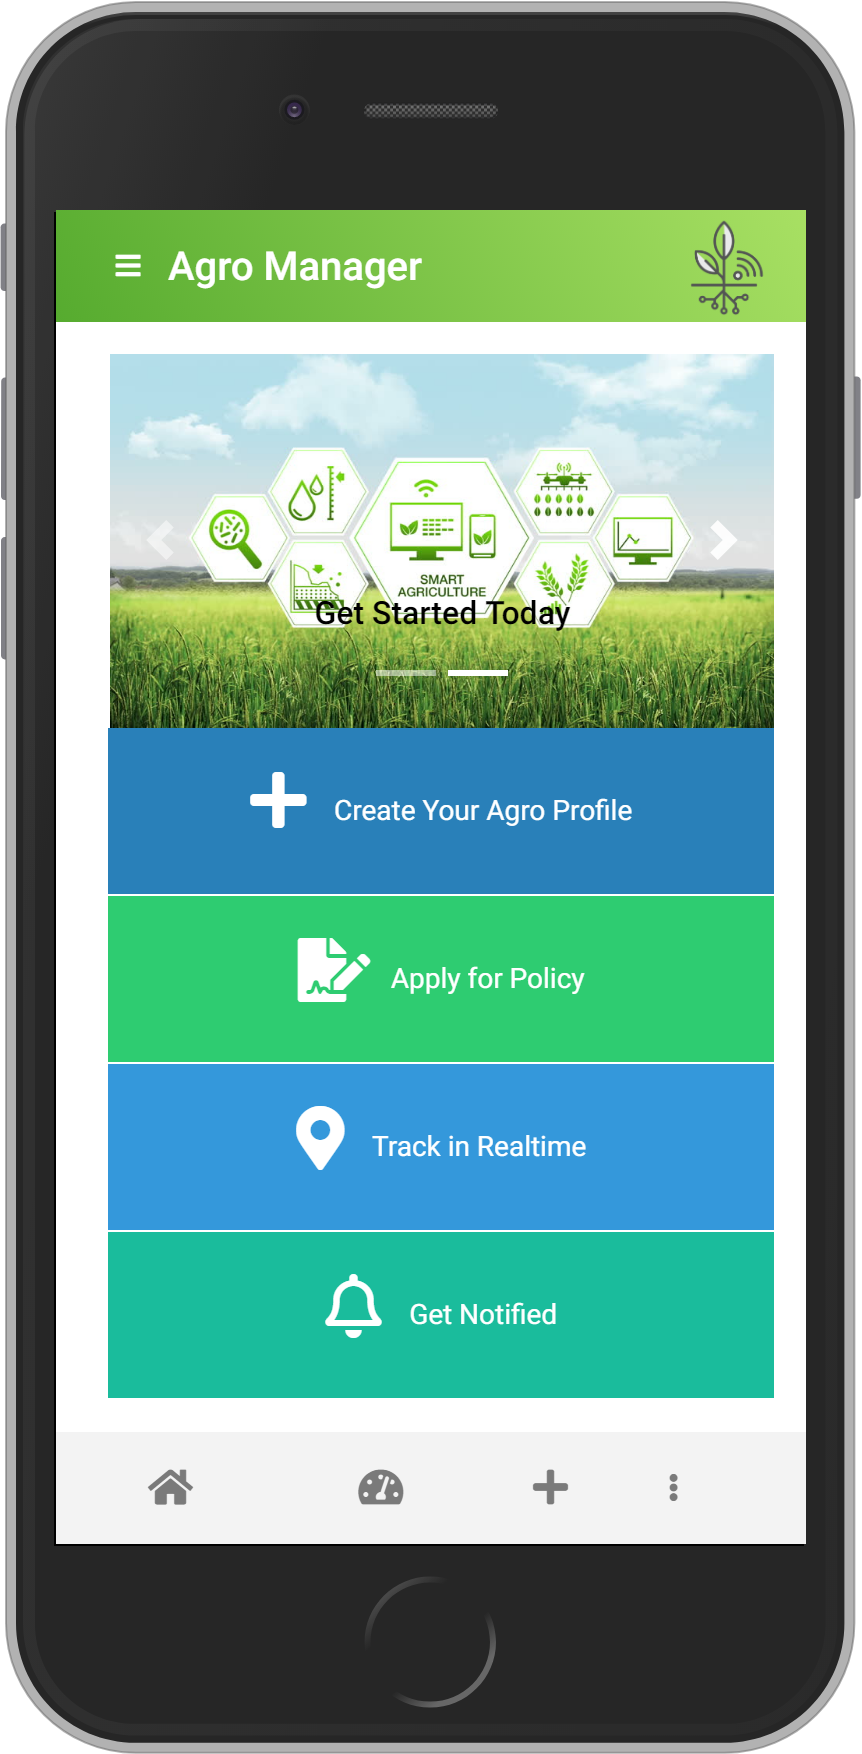 Agro Manager
SMART
AGRICULTURE
Get Started Today
Create Your Agro Profile
Apply for Policy
Track in Realtime
Get Notified